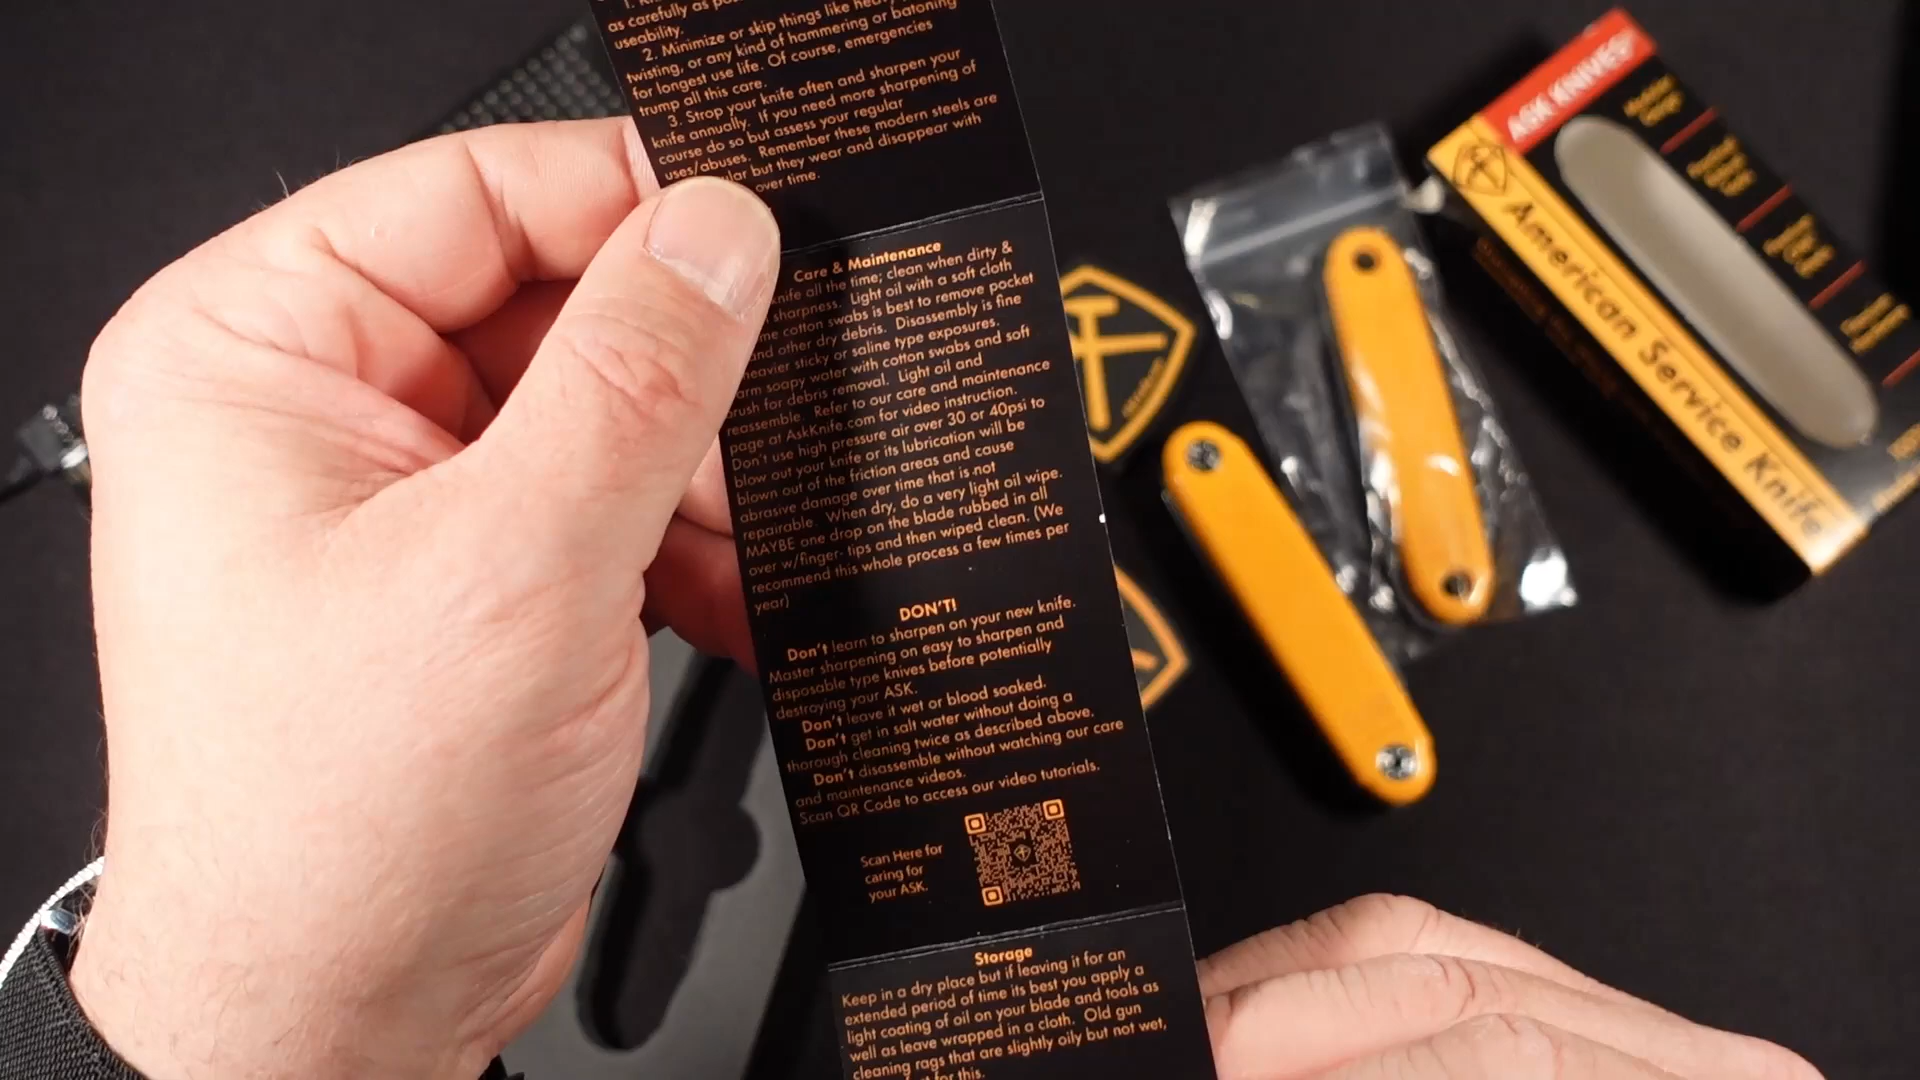 as carefully as
useability.
2. Minimize or skip things like
twisting, or any kind of hammering or batoning
for longest use life. Of course, emergencies
trump all this care.
3. Strop your knife often and sharpen your
knife annually. If you need more sharpening of
course do so but assess your regular
uses/abuses. Remember these modern steels are
but they wear and disappear with
over time.
Care & Maintenance
knife all the time; clean when dirty &
sharpness. Light oil with a soft cloth
cotton swabs is best to remove pocket
and other dry debris. Disassembly is fine
heavier sticky or saline type exposures.
soapy water with cotton swabs and soft
brush for debris removal. Light oil and
reassemble. Refer to our care and maintenance
page at AskKnife.com for video instruction.
Don't use high pressure air over 30 or 40psi to
blow out your knife or its lubrication will be
blown out of the friction areas and cause
abrasive damage over time that is not
repairable. When dry, do a very light oil wipe.
MAYBE one drop on the blade rubbed in all
over w/finger- tips and then wiped clean. (We
recommend this whole process a few times per
year)
DON'T!
Don't learn to sharpen on your new knife.
Master sharpening on easy to sharpen and
disposable type knives before potentially
destroying your ASK.
Don't leave it wet or blood soaked.
Don't get in salt water without doing a
thorough cleaning twice as described above.
Don't disassemble without watching our care
and maintenance videos.
Scan QR Code to access our video tutorials.
Scan Here for
caring for
your ASK.
Storage
Keep in a dry place but if leaving it for an
extended period of time its best you apply a
light coating of oil on your blade and tools as
well as leave wrapped in a cloth. Old gun
cleaning rags that are slightly oily but not wet,
for this.
ASK KNIVES
American Service Knife